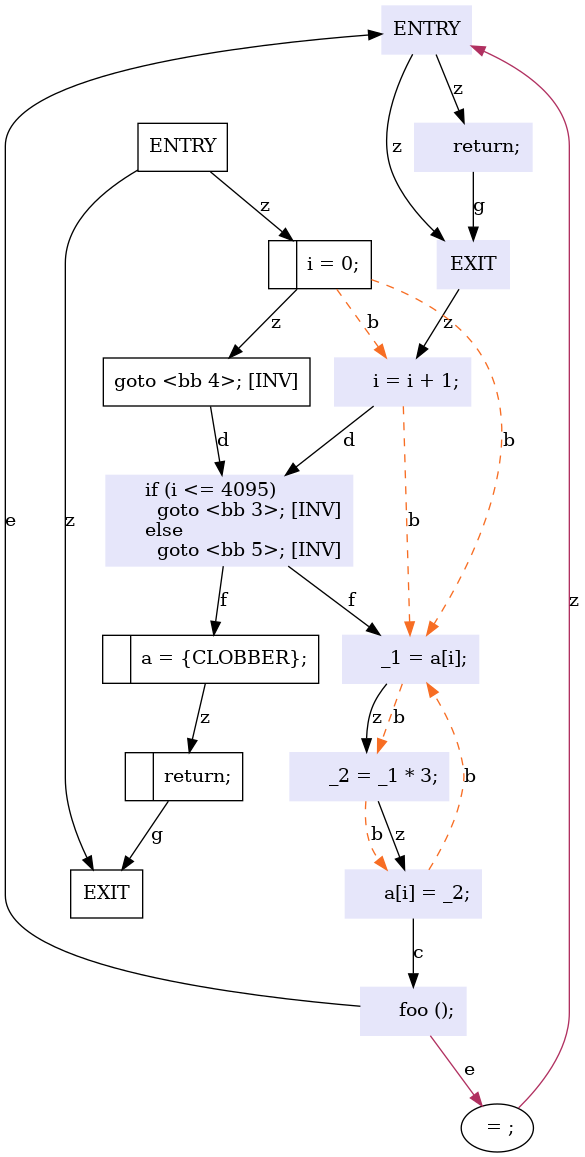 ENTRY
z
z
return;
ENTRY
z
g
i = 0;
EXIT
z
b
z
goto <bb 4>; [INV]
i = i + 1;
d
d
b
if (i <= 4095)
goto <bb 3>; [INV]
else
goto <bb 5>; [INV]
e
z
b
f
f
z
a = {CLOBBER};
_1 = a[i];
z
z
b
return;
_2 = _1 * 3;
b
g
b
z
EXIT
a[i] = _2;
c
foo ();
e
= ;